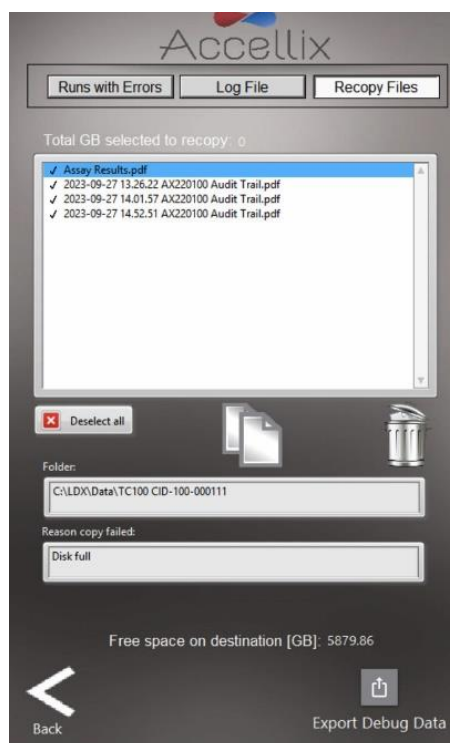 Accellix
Runs with Errors Log File Recopy Files
Total GB selected to recopy: 0
✓ Assay Results.pdf
✓ 2023-09-27 13.26.22 AX220100 Audit Trail.pdf
✓ 2023-09-27 14.01.57 AX220100 Audit Trail.pdf
✓ 2023-09-27 14.52.51 AX220100 Audit Trail.pdf
Deselect all
Folder:
C:\LDX\Data\TC100 CID-100-000111
Reason copy failed:
Disk full
Free space on destination [GB]: 5879.86
Back Export Debug Data